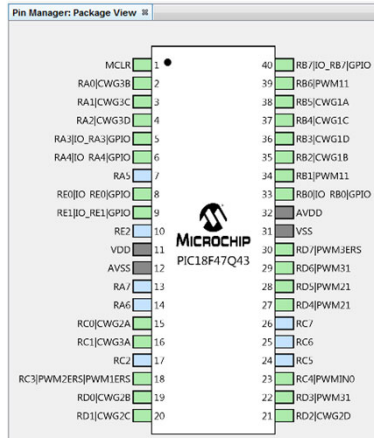 Pin Manager: Package View
MCLR 1 40 RB7|IO_RB7|GPIO
RA0|CWG3B 2 39 RB6|PWM11
RA1|CWG3C 3 38 RB5|CWG1A
RA2|CWG3D 4 37 RB4|CWG1C
RA3|IO_RA3|GPIO 5 36 RB3|CWG1D
RA4|IO RA4|GPIO 6 35 RB2|CWG1B
RA5 7 34 RB1|PWM11
RE0|IO RE0|GPIO 8 33 RB0|IO RB0|GPIO
RE1|IO_RE1|GPIO 9 32 AVDD
RE2 10 31 VSS
MICROCHIP
VDD 11 30 RD7|PWM3ERS
PIC18F47Q43
AVSS 12 29 RD6|PWM31
RA7 13 28 RD5|PWM21
RA6 14 27 RD4|PWM21
RC0|CWG2A 15 26 RC7
RC1|CWG3A 16 25 RC6
RC2 17 24 RC5
RC3|PWM2ERS|PWM1ERS 18 23 RC4|PWMIN0
RD0|CWG2B 19 22 RD3|PWM31
RD1|CWG2C 20 21 RD2|CWG2D